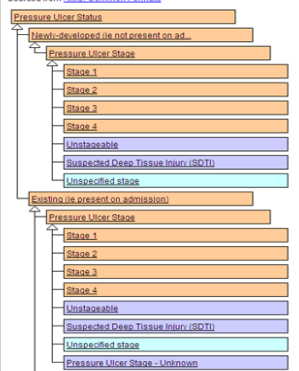 Pressure Ulcer Status
Newly-developed (ie not present on ad...
Pressure Ulcer Stage
Stage 1
Stage 2
Stage 3
Stage 4
Unstageable
Suspected Deep Tissue Injury (SDTI)
Unspecified stage
Existing (ie present on admission)
Pressure Ulcer Stage
Stage 1
Stage 2
Stage 3
Stage 4
Unstageable
Suspected Deep Tissue Injury (SDTI)
Unspecified stage
Pressure Ulcer Stage - Unknown